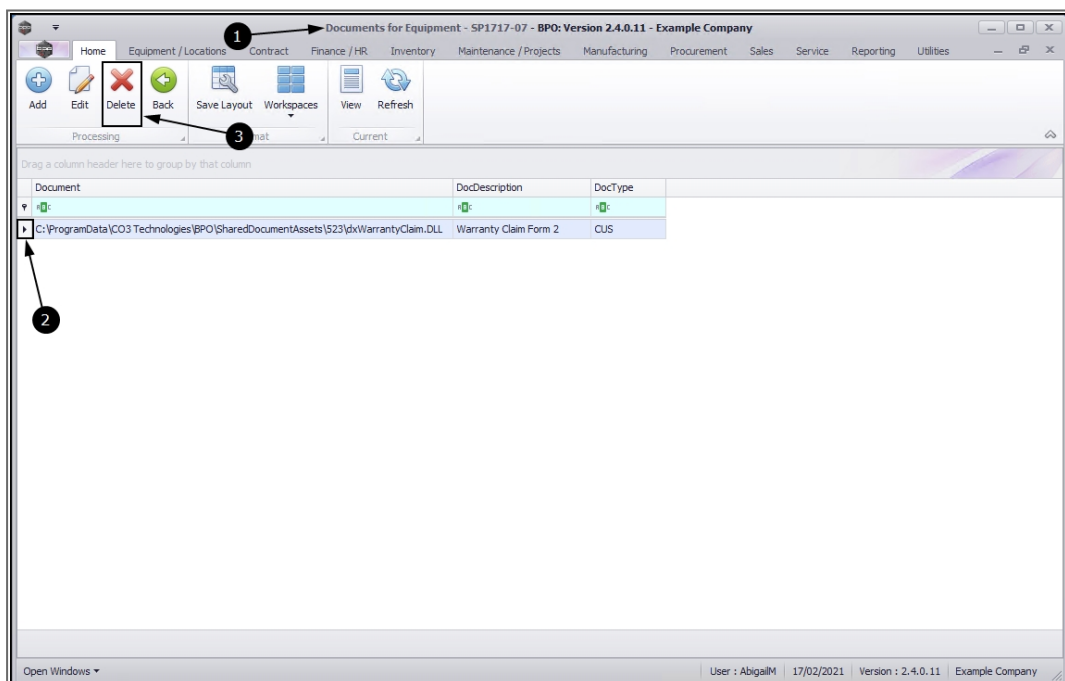 Documents for Equipment - SP1717-07 - BPO: Version 2.4.0.11 - Example Company
1
Home Equipment / Locations Contract Finance / HR Inventory Maintenance / Projects Manufacturing Procurement Sales Service Reporting Utilities
Add Edit Delete Back Save Layout Workspaces View Refresh
Processing mat Current
3
Drag a column header here to group by that column
Document DocDescription DocType
C:\ProgramData\CO3 Technologies\BPO\SharedDocumentAssets\523\dxWarrantyClaim.DLL Warranty Claim Form 2 CUS
2
Open Windows User : AbigailM 17/02/2021 Version : 2.4.0.11 Example Company